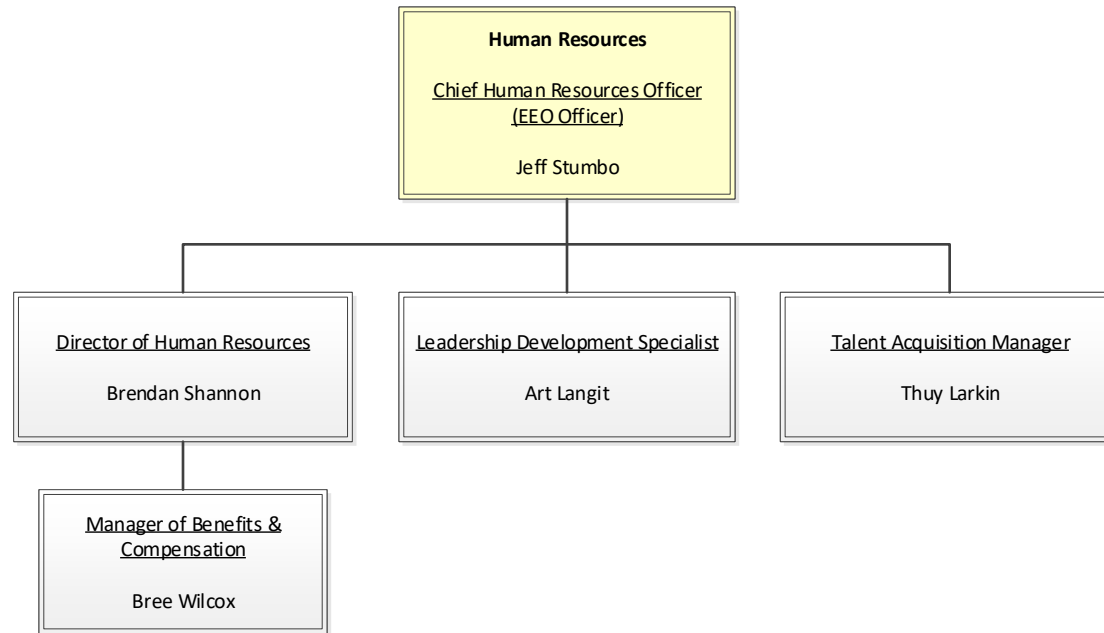 Human Resources
Chief Human Resources Officer
(EEO Officer)
Jeff Stumbo
Director of Human Resources
Brendan Shannon
Leadership Development Specialist
Art Langit
Talent Acquisition Manager
Thuy Larkin
Manager of Benefits &
Compensation
Bree Wilcox